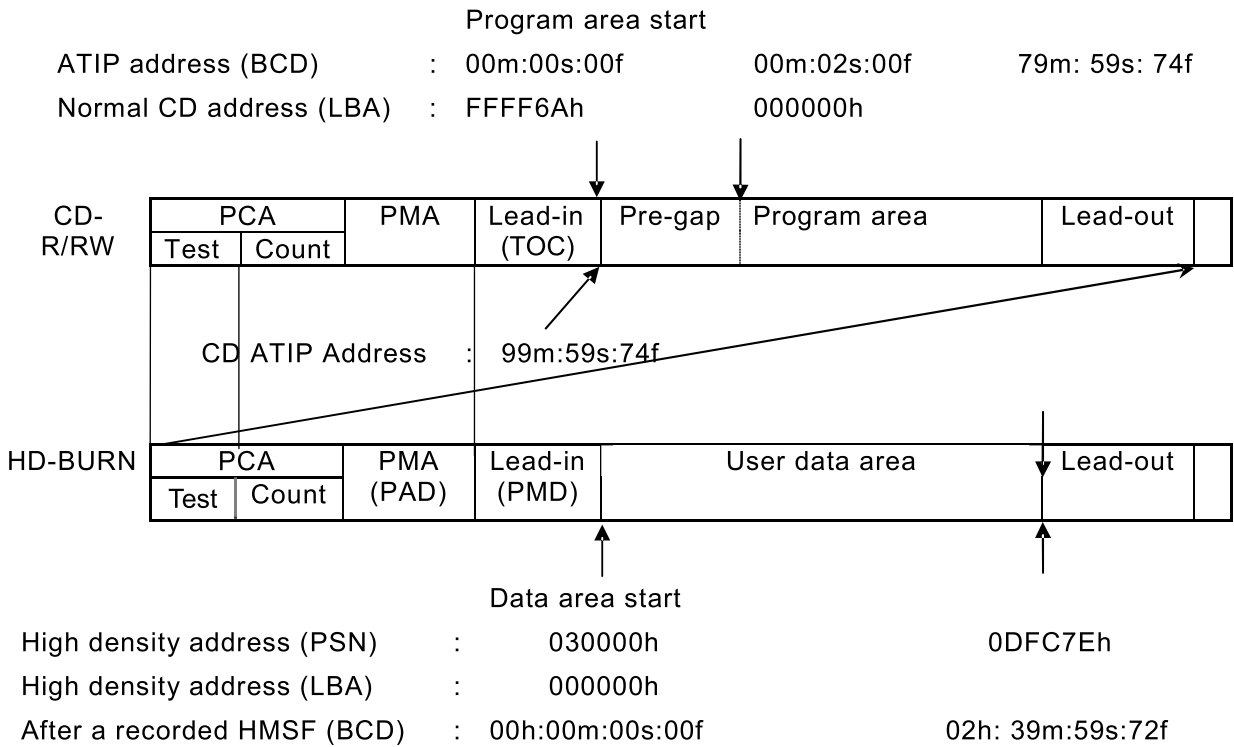 Program area start
ATIP address (BCD) : 00m:00s:00f 00m:02s:00f 79m: 59s: 74f
Normal CD address (LBA) : FFFF6Ah 000000h
CD-R/RW
PCA PMA Lead-in (TOC) Pre-gap Program area Lead-out
Test Count
CD ATIP Address : 99m:59s:74f
HD-BURN PCA PMA (PAD) Lead-in (PMD) User data area Lead-out
Test Count
Data area start
High density address (PSN) : 030000h 0DFC7Eh
High density address (LBA) : 000000h
After a recorded HMSF (BCD) : 00h:00m:00s:00f 02h: 39m:59s:72f